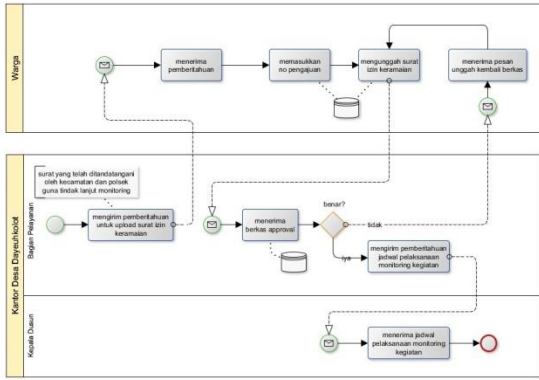 Warga
menerima
pemberitahuan
memasukkan
no pengajuan
mengunggah surat
izin keramaian
menerima pesan
unggah kembali berkas
Kantor Desa Dayeuhkolot
Bagian Pelayanan
surat yang telah ditandatangani
oleh kecamatan dan polsek
guna tindak lanjut monitoring
mengirim pemberitahuan
untuk upload surat izin
keramaian
menerima
berkas approval
benar?
tidak
iya
mengirim pemberitahuan
jadwal pelaksanaan
monitoring kegiatan
Kepala Dusun
menerima jadwal
pelaksanaan monitoring
kegiatan